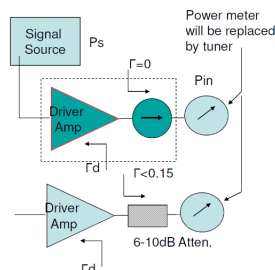 Power meter
will be replaced
by tuner
Signal
Source
Ps
Γ=0
Pin
Driver
Amp
Γd
Γ<0.15
Driver
Amp
6-10dB Atten.
Γd